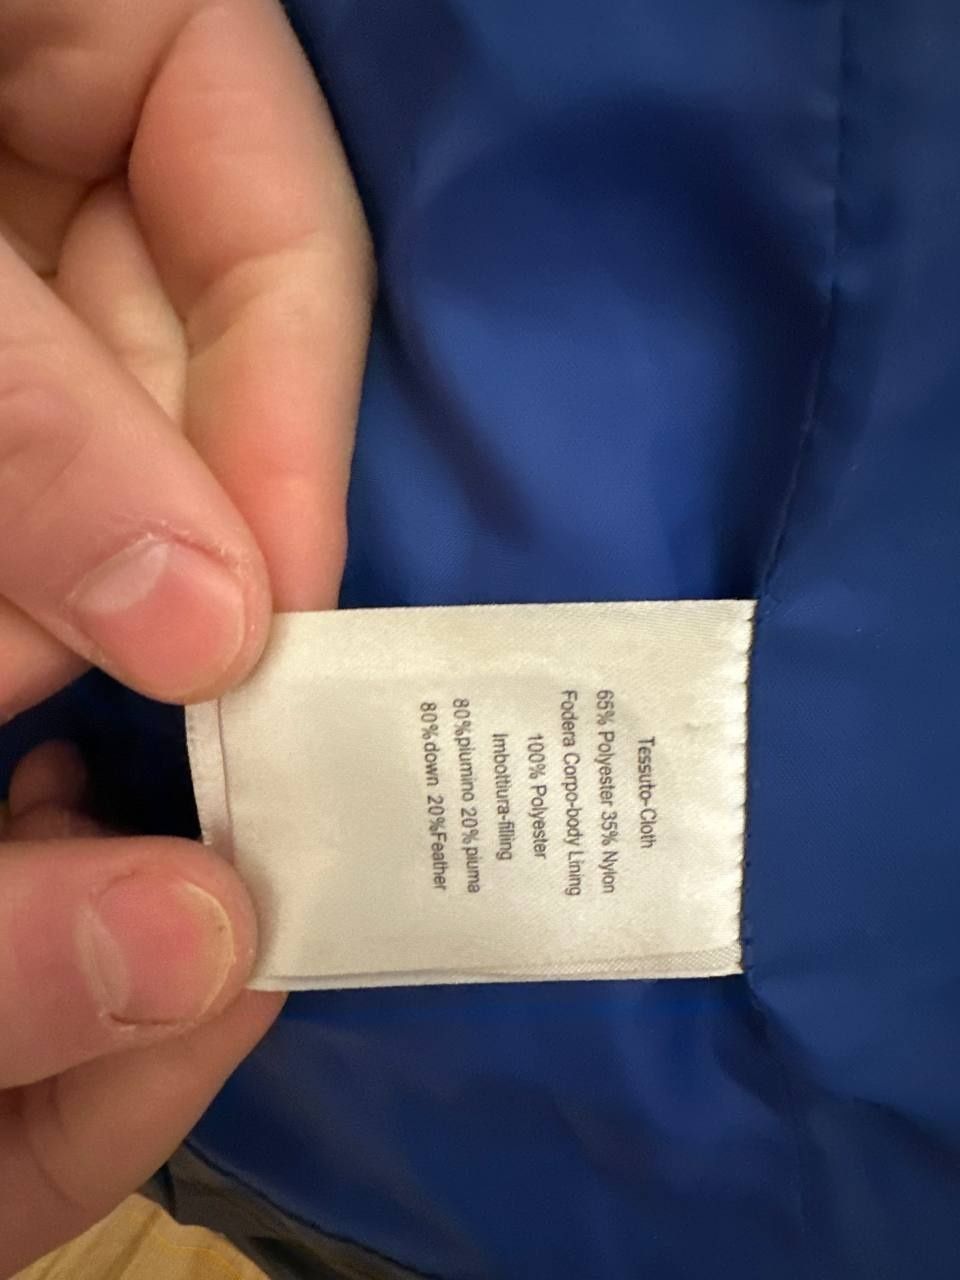 Tessuto-Cloth
65% Polyester 35% Nylon
Fodera Corpo-body Lining
100% Polyester
Imbottiura-filling
80%piumino 20%piuma
80%down 20%Feather